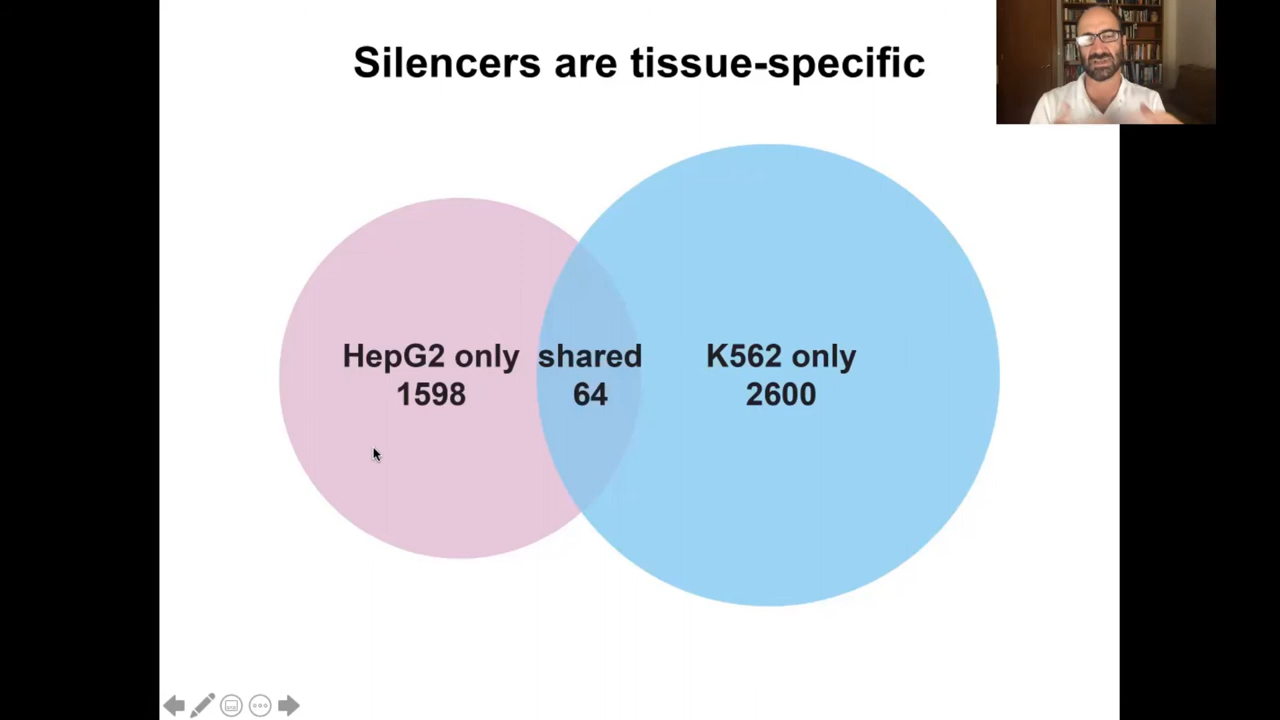 Silencers are tissue-specific
HepG2 only shared K562 only
1598 64 2600